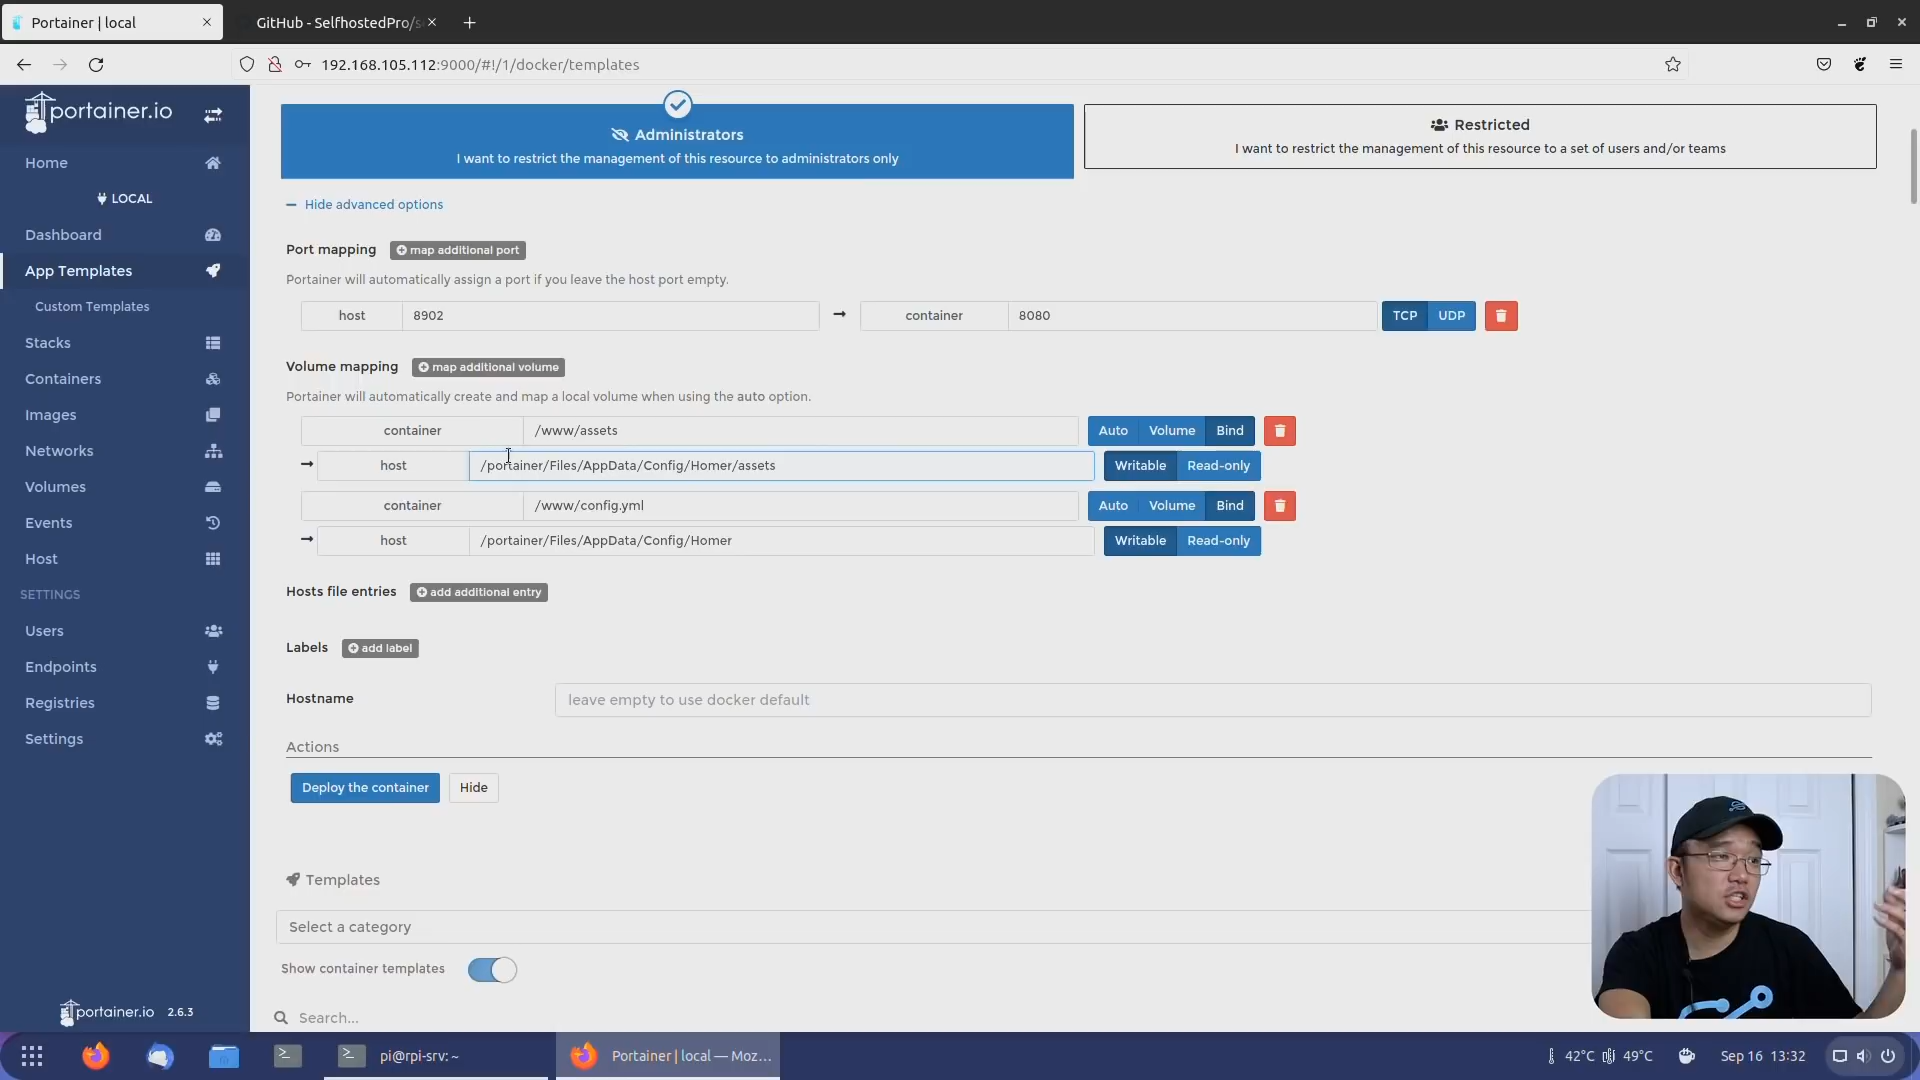 Portainer | local
GitHub - SelfhostedPro/s
192.168.105.112:9000/#!/1/docker/templates
portainer.io
Home
LOCAL
Dashboard
App Templates
Custom Templates
Stacks
Containers
Images
Networks
Volumes
Events
Host
SETTINGS
Users
Endpoints
Registries
Settings
portainer.io 2.6.3
Administrators
I want to restrict the management of this resource to administrators only
Restricted
I want to restrict the management of this resource to a set of users and/or teams
Hide advanced options
Port mapping map additional port
Portainer will automatically assign a port if you leave the host port empty.
host 8902 container 8080 TCP UDP
Volume mapping map additional volume
Portainer will automatically create and map a local volume when using the auto option.
container /www/assets Auto Volume Bind
host /portainer/Files/AppData/Config/Homer/assets Writable Read-only
container /www/config.yml Auto Volume Bind
host /portainer/Files/AppData/Config/Homer Writable Read-only
Hosts file entries add additional entry
Labels add label
Hostname leave empty to use docker default
Actions
Deploy the container Hide
Templates
Select a category
Show container templates
Search...
pi@rpi-srv: ~
Portainer | local — Moz...
42°C 49°C Sep 16 13:32